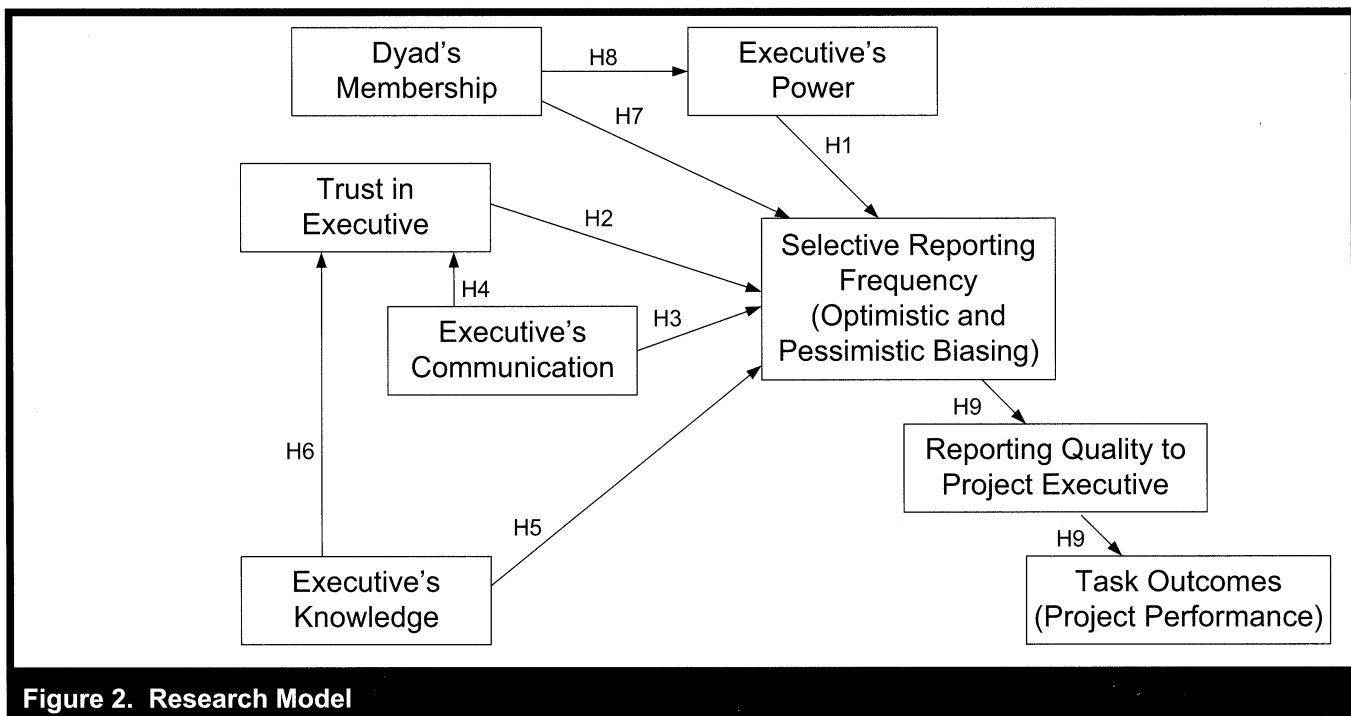 Dyad's
Membership
H8
Executive's
Power
H7
H1
Trust in
Executive
H2
Selective Reporting
Frequency
(Optimistic and
Pessimistic Biasing)
H4
Executive's
Communication
H3
H9
Reporting Quality to
Project Executive
H6
H5
H9
Executive's
Knowledge
Task Outcomes
(Project Performance)
Figure 2. Research Model